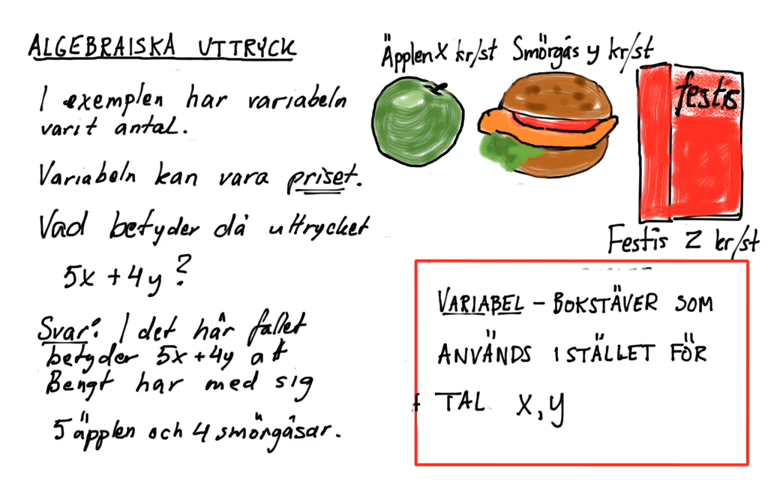 ALGEBRAISKA UTTRYCK
I exemplen har variabeln
varit antal.
Variabeln kan vara priset.
Vad betyder då uttrycket
5x + 4y?
Svar: I det här fallet
betyder 5x+4y att
Bengt har med sig
5 äpplen och 4 smörgåsar.
Äpplen X kr/st Smörgås y kr/st
festis
Festis Z kr/st
VARIABEL – BOKSTÄVER SOM
ANVÄNDS ISTÄLLET FÖR
TAL X, Y